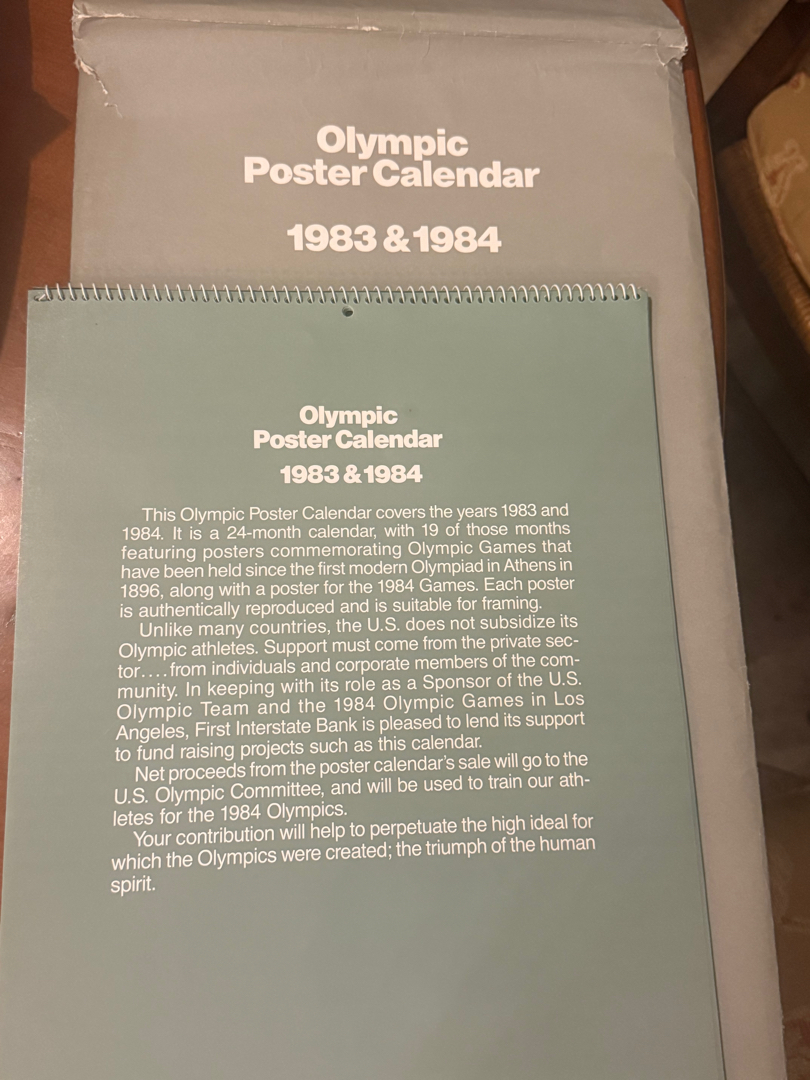 Olympic
Poster Calendar
1983 & 1984
Olympic
Poster Calendar
1983 & 1984
This Olympic Poster Calendar covers the years 1983 and
1984. It is a 24-month calendar, with 19 of those months
featuring posters commemorating Olympic Games that
have been held since the first modern Olympiad in Athens in
1896, along with a poster for the 1984 Games. Each poster
is authentically reproduced and is suitable for framing.
Unlike many countries, the U.S. does not subsidize its
Olympic athletes. Support must come from the private sec-
tor....from individuals and corporate members of the com-
munity. In keeping with its role as a Sponsor of the U.S.
Olympic Team and the 1984 Olympic Games in Los
Angeles, First Interstate Bank is pleased to lend its support
to fund raising projects such as this calendar.
Net proceeds from the poster calendar's sale will go to the
U.S. Olympic Committee, and will be used to train our ath-
letes for the 1984 Olympics.
Your contribution will help to perpetuate the high ideal for
which the Olympics were created; the triumph of the human
spirit.